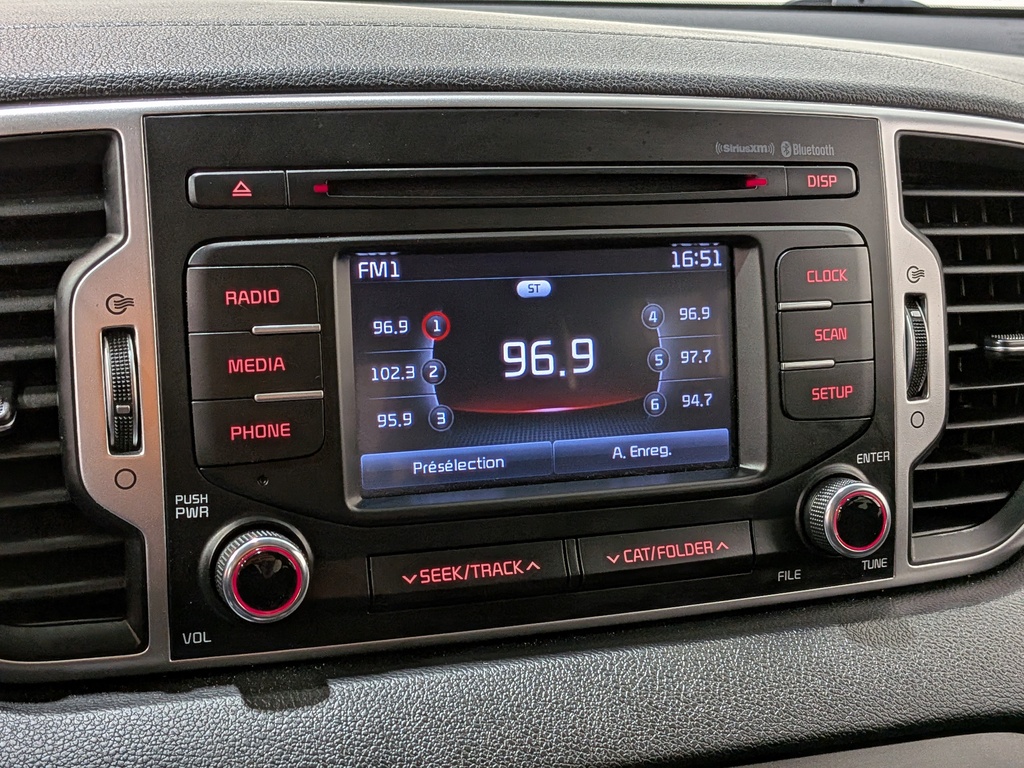 SiriusXM Bluetooth
DISP
RADIO
MEDIA
PHONE
FM1
16:51
ST
96.9
1
102.3
2
95.9
3
96.9
4
96.9
5
97.7
6
94.7
Présélection
A. Enreg.
CLOCK
SCAN
SETUP
PUSH
PWR
VOL
SEEK/TRACK
CAT/FOLDER
ENTER
FILE
TUNE